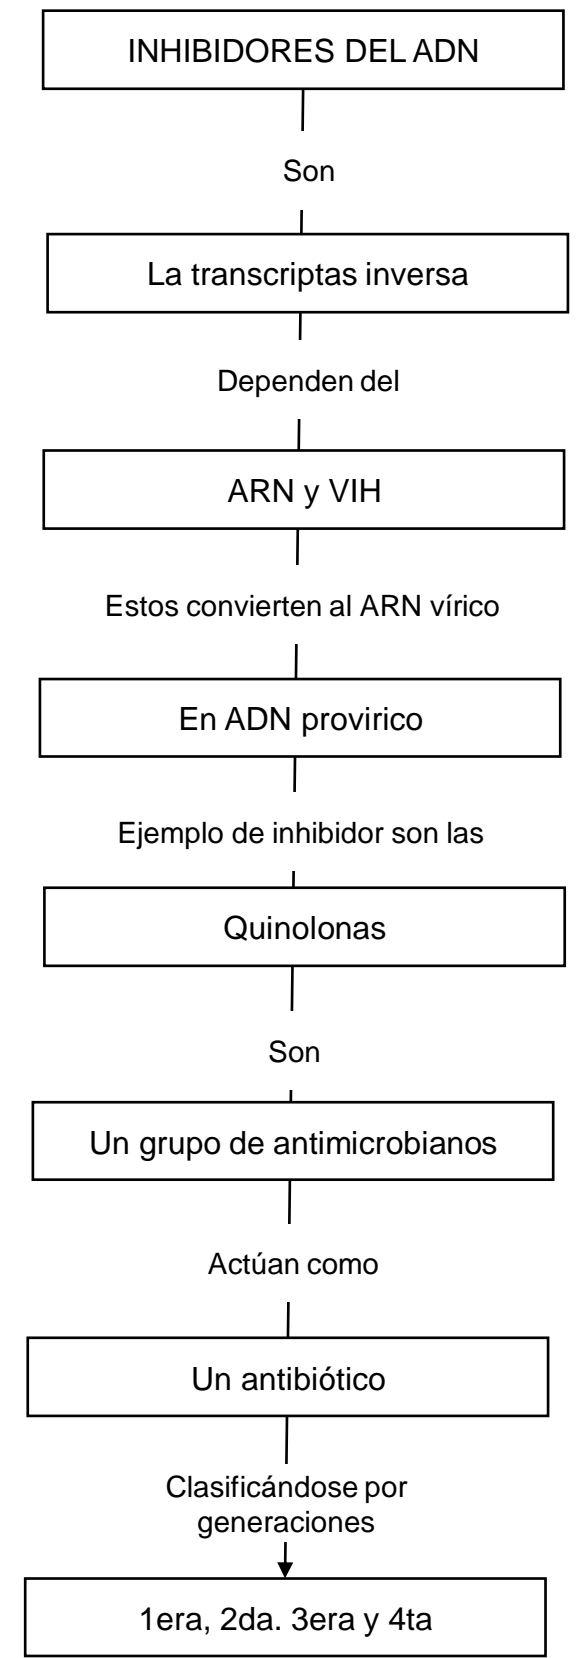 INHIBIDORES DEL ADN
Son
La transcriptas inversa
Dependen del
ARN y VIH
Estos convierten al ARN vírico
En ADN provirico
Ejemplo de inhibidor son las
Quinolonas
Son
Un grupo de antimicrobianos
Actúan como
Un antibiótico
Clasificándose por
generaciones
1era, 2da. 3era y 4ta